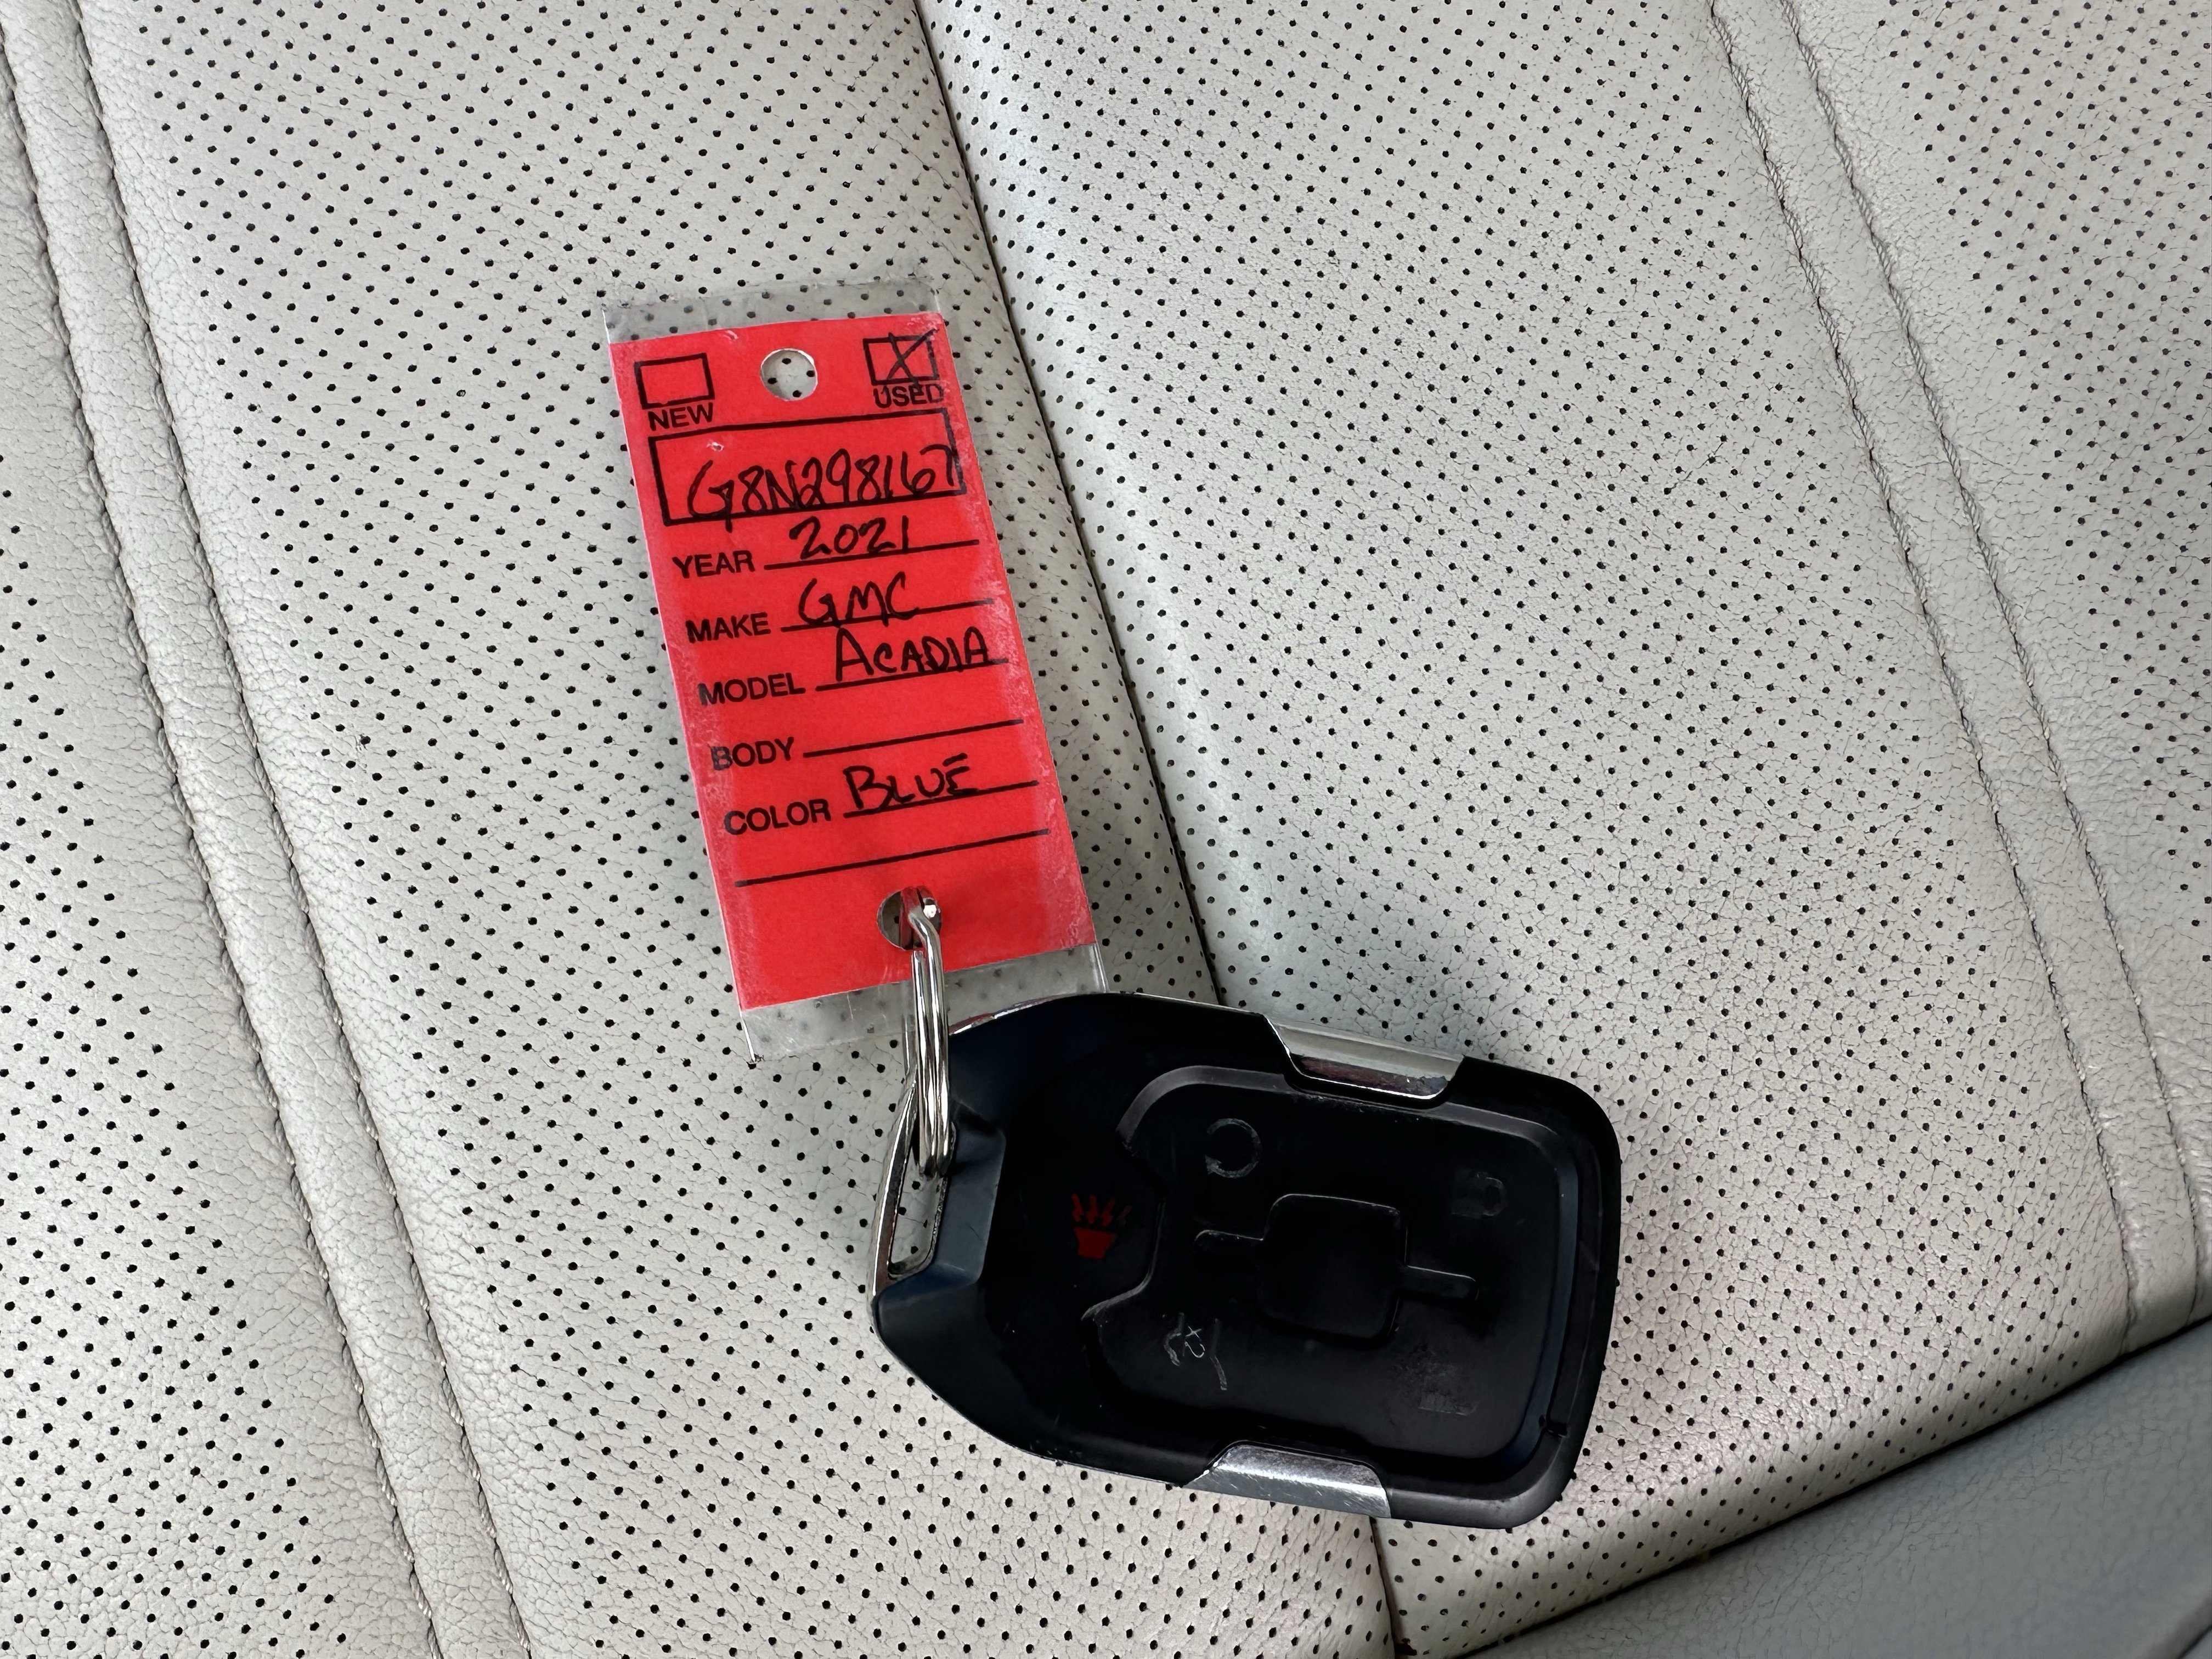 NEW USED
G8N298167
YEAR 2021
MAKE GMC
MODEL ACADIA
BODY
COLOR BLUE